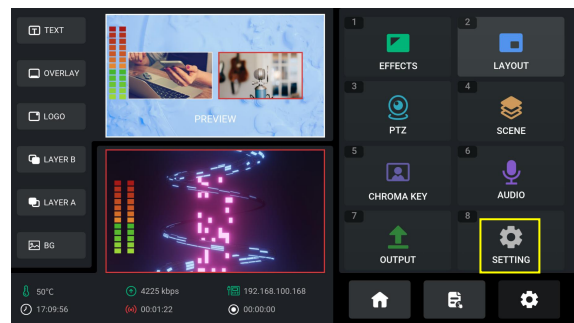 TEXT
OVERLAY
LOGO
LAYER B
LAYER A
BG
PREVIEW
1
EFFECTS
2
LAYOUT
3
PTZ
4
SCENE
5
CHROMA KEY
6
AUDIO
7
OUTPUT
8
SETTING
50°C
4225 kbps
192.168.100.168
17:09:56
00:01:22
00:00:00